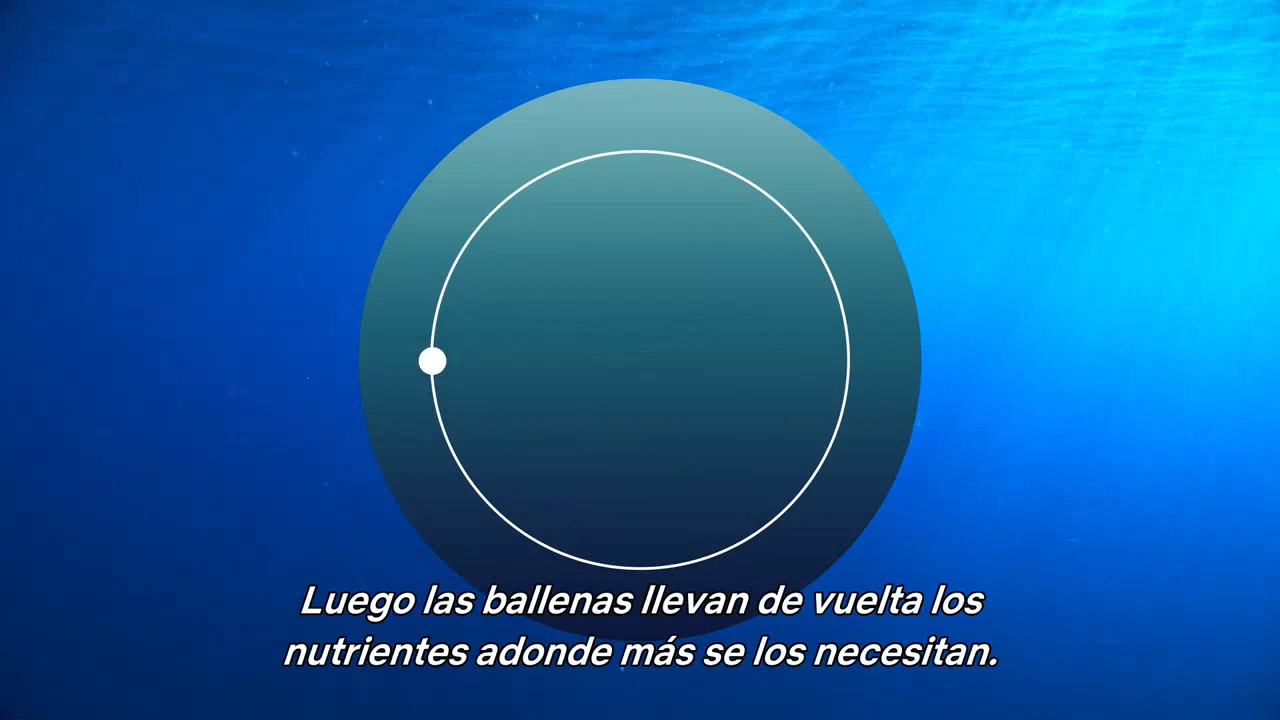 Luego las ballenas llevan de vuelta los
nutrientes adonde más se los necesitan.